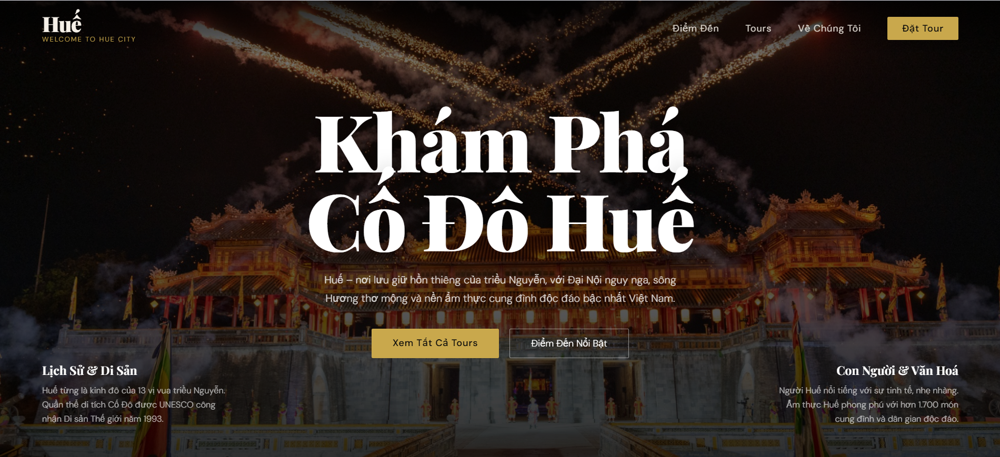 Huế
WELCOME TO HUE CITY
Điểm Đến
Tours
Về Chúng Tôi
Đặt Tour
Khám Phá
Cố Đô Huế
Huế – nơi lưu giữ hồn thiêng của triều Nguyễn, với Đại Nội nguy nga, sông
Hương thơ mộng và nền ẩm thực cung đình độc đáo bậc nhất Việt Nam.
Xem Tất Cả Tours
Điểm Đến Nổi Bật
Lịch Sử & Di Sản
Huế từng là kinh đô của 13 vị vua triều Nguyễn.
Quần thể di tích Cố Đô được UNESCO công
nhận Di sản Thế giới năm 1993.
Con Người & Văn Hoá
Người Huế nổi tiếng với sự tinh tế, nhẹ nhàng.
Ẩm thực Huế phong phú với hơn 1.700 món
cung đình và dân gian độc đáo.